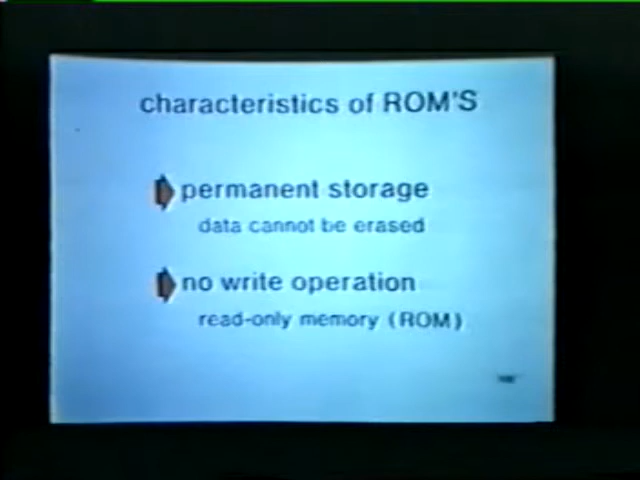 characteristics of ROM'S
permanent storage
data cannot be erased
no write operation
read-only memory (ROM)